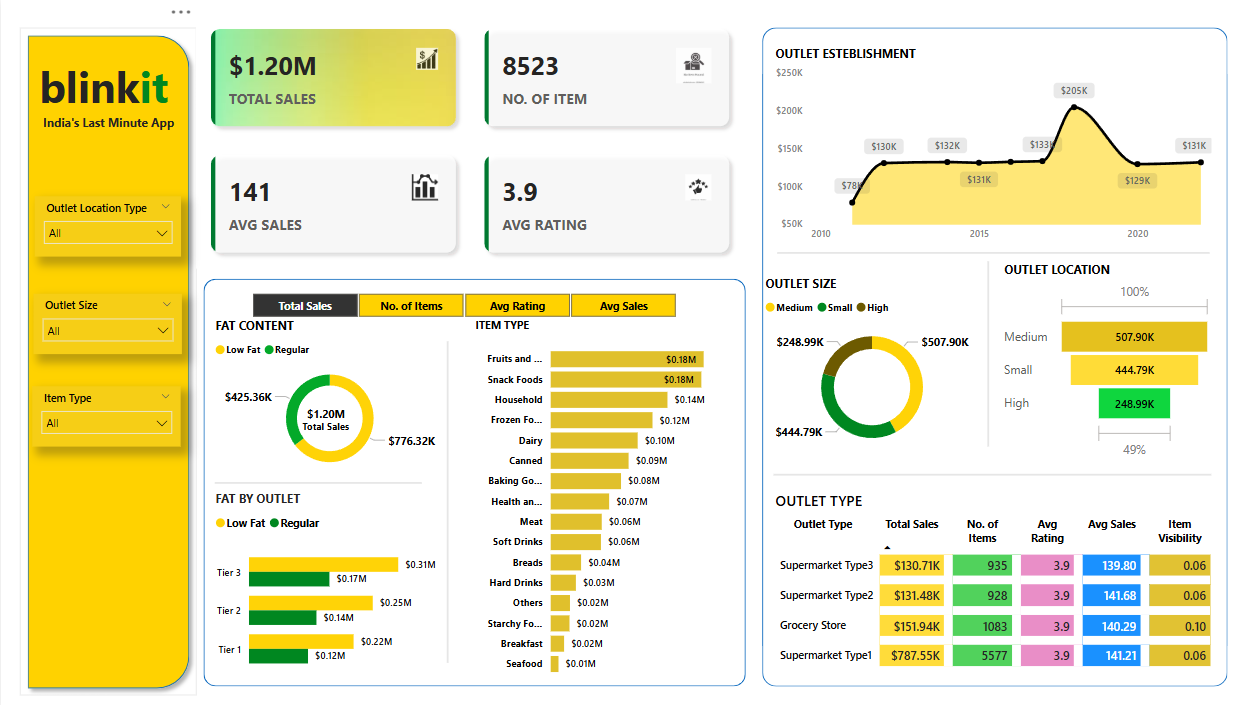 blinkit
India's Last Minute App
Outlet Location Type
All
Outlet Size
All
Item Type
All
$1.20M
TOTAL SALES
8523
NO. OF ITEM
141
AVG SALES
3.9
AVG RATING
Total Sales
No. of Items
Avg Rating
Avg Sales
FAT CONTENT
Low Fat Regular
$425.36K
$1.20M
Total Sales
$776.32K
FAT BY OUTLET
Low Fat Regular
Tier 3
$0.31M
$0.17M
Tier 2
$0.25M
$0.14M
Tier 1
$0.22M
$0.12M
ITEM TYPE
Fruits and ... $0.18M
Snack Foods $0.18M
Household $0.14M
Frozen Fo... $0.12M
Dairy $0.10M
Canned $0.09M
Baking Go... $0.08M
Health an... $0.07M
Meat $0.06M
Soft Drinks $0.06M
Breads $0.04M
Hard Drinks $0.03M
Others $0.02M
Starchy Fo... $0.02M
Breakfast $0.02M
Seafood $0.01M
OUTLET ESTEBLISHMENT
$250K
$200K
$150K
$100K
$50K
$78K
$130K
$132K
$131K
$133K
$205K
$129K
$131K
2010 2015 2020
OUTLET SIZE
Medium Small High
$248.99K
$507.90K
$444.79K
OUTLET LOCATION
100%
Medium 507.90K
Small 444.79K
High 248.99K
49%
OUTLET TYPE
Outlet Type Total Sales No. of Items Avg Rating Avg Sales Item Visibility
Supermarket Type3 $130.71K 935 3.9 139.80 0.06
Supermarket Type2 $131.48K 928 3.9 141.68 0.06
Grocery Store $151.94K 1083 3.9 140.29 0.10
Supermarket Type1 $787.55K 5577 3.9 141.21 0.06